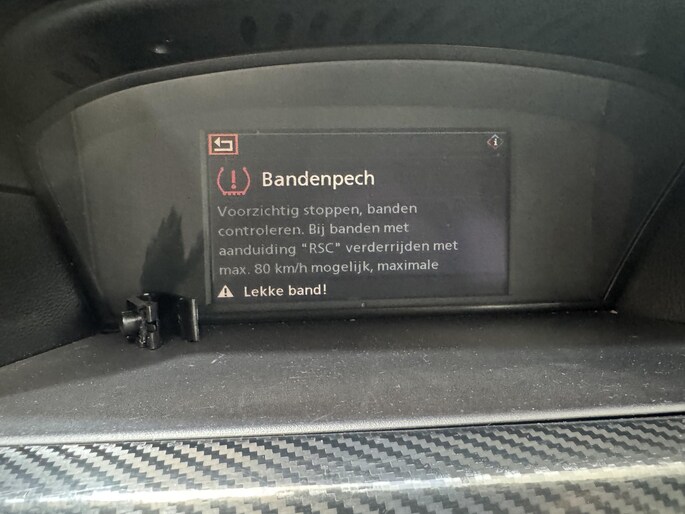 Bandenpech
Voorzichtig stoppen, banden
controleren. Bij banden met
aanduiding "RSC" verderrijden met
max. 80 km/h mogelijk, maximale
Lekke band!